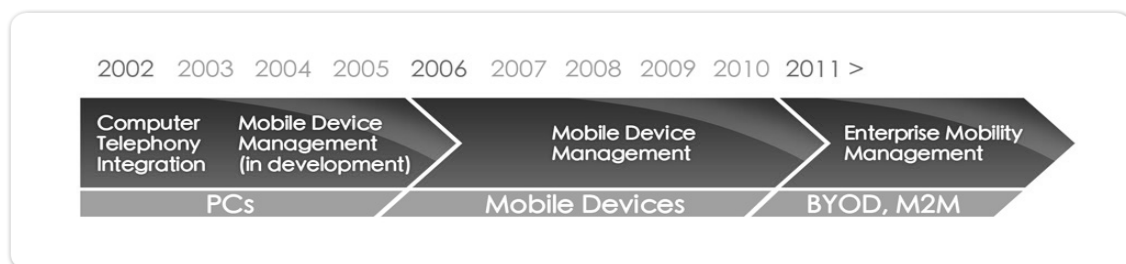 2002 2003 2004 2005 2006 2007 2008 2009 2010 2011 >
Computer
Telephony
Integration
Mobile Device
Management
(in development)
Mobile Device
Management
Enterprise Mobility
Management
PCs
Mobile Devices
BYOD, M2M